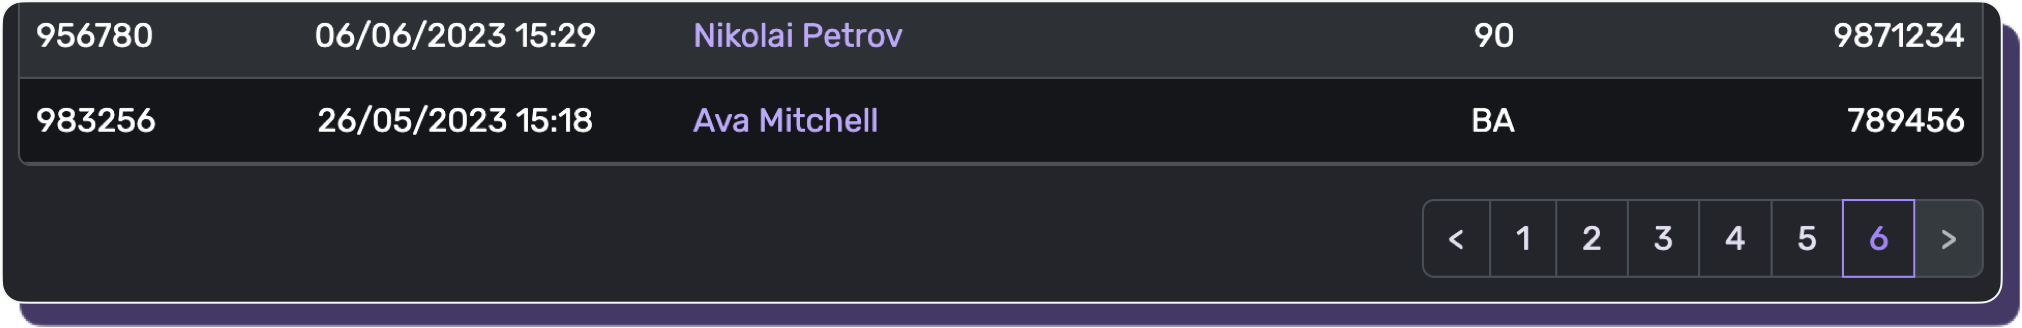 956780 06/06/2023 15:29 Nikolai Petrov 90 9871234
983256 26/05/2023 15:18 Ava Mitchell BA 789456
< 1 2 3 4 5 6 >